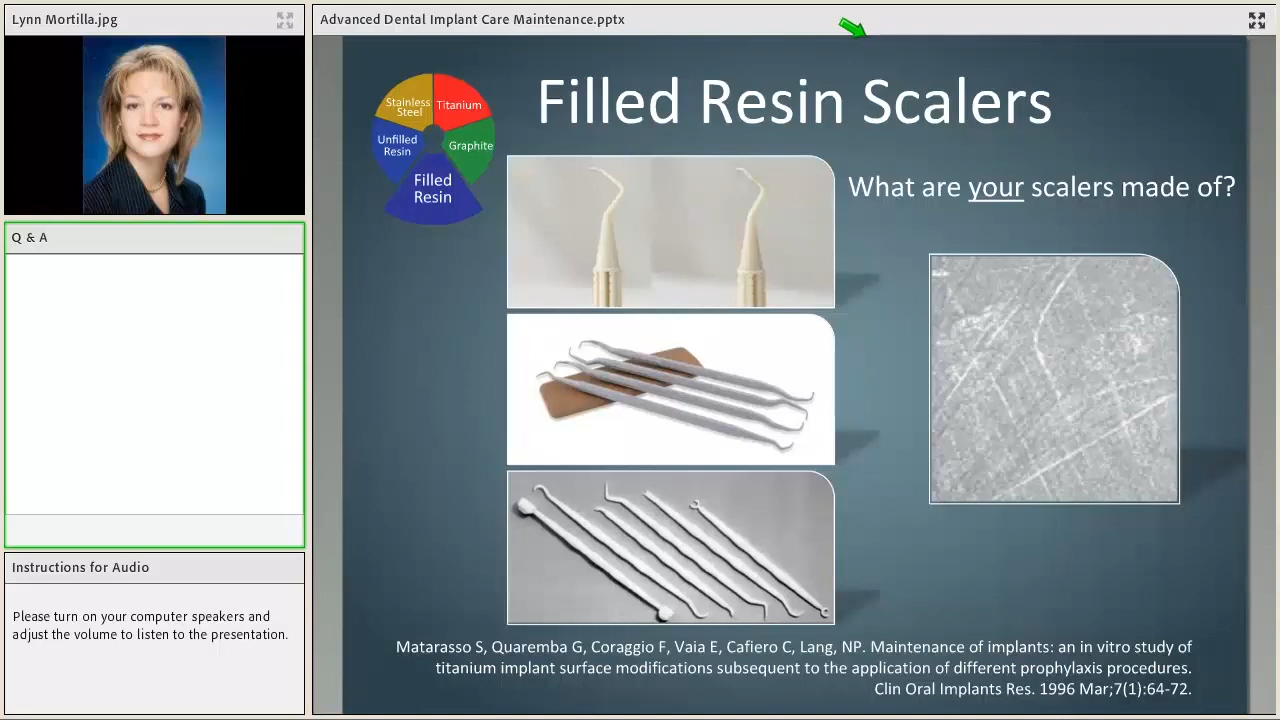 Lynn Mortilla.jpg
Q & A
Instructions for Audio
Please turn on your computer speakers and
adjust the volume to listen to the presentation.
Advanced Dental Implant Care Maintenance.pptx
Stainless
Steel
Titanium
Unfilled
Resin
Graphite
Filled
Resin
Filled Resin Scalers
What are your scalers made of?
Matarasso S, Quaremba G, Coraggio F, Vaia E, Cafiero C, Lang, NP. Maintenance of implants: an in vitro study of
titanium implant surface modifications subsequent to the application of different prophylaxis procedures.
Clin Oral Implants Res. 1996 Mar;7(1):64-72.